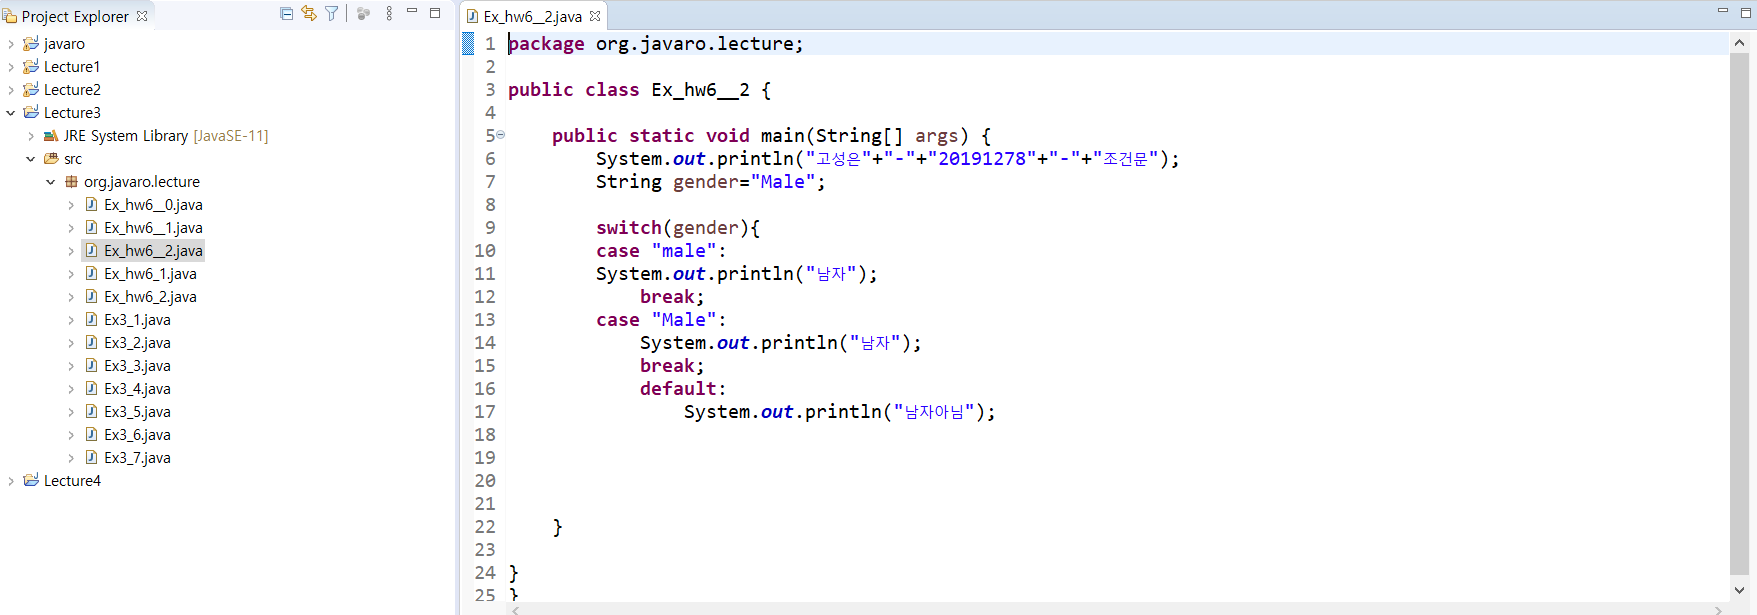 Project Explorer
javaro
Lecture1
Lecture2
Lecture3
JRE System Library [JavaSE-11]
src
org.javaro.lecture
Ex_hw6__0.java
Ex_hw6__1.java
Ex_hw6__2.java
Ex_hw6_1.java
Ex_hw6_2.java
Ex3_1.java
Ex3_2.java
Ex3_3.java
Ex3_4.java
Ex3_5.java
Ex3_6.java
Ex3_7.java
Lecture4
Ex_hw6__2.java
1 package org.javaro.lecture;
2
3 public class Ex_hw6__2 {
4
5 public static void main(String[] args) {
6 System.out.println("고성은"+"-"+"20191278"+"-"+"조건문");
7 String gender="Male";
8
9 switch(gender){
10 case "male":
11 System.out.println("남자");
12 break;
13 case "Male":
14 System.out.println("남자");
15 break;
16 default:
17 System.out.println("남자아님");
18
19
20
21
22 }
23
24 }
25 }